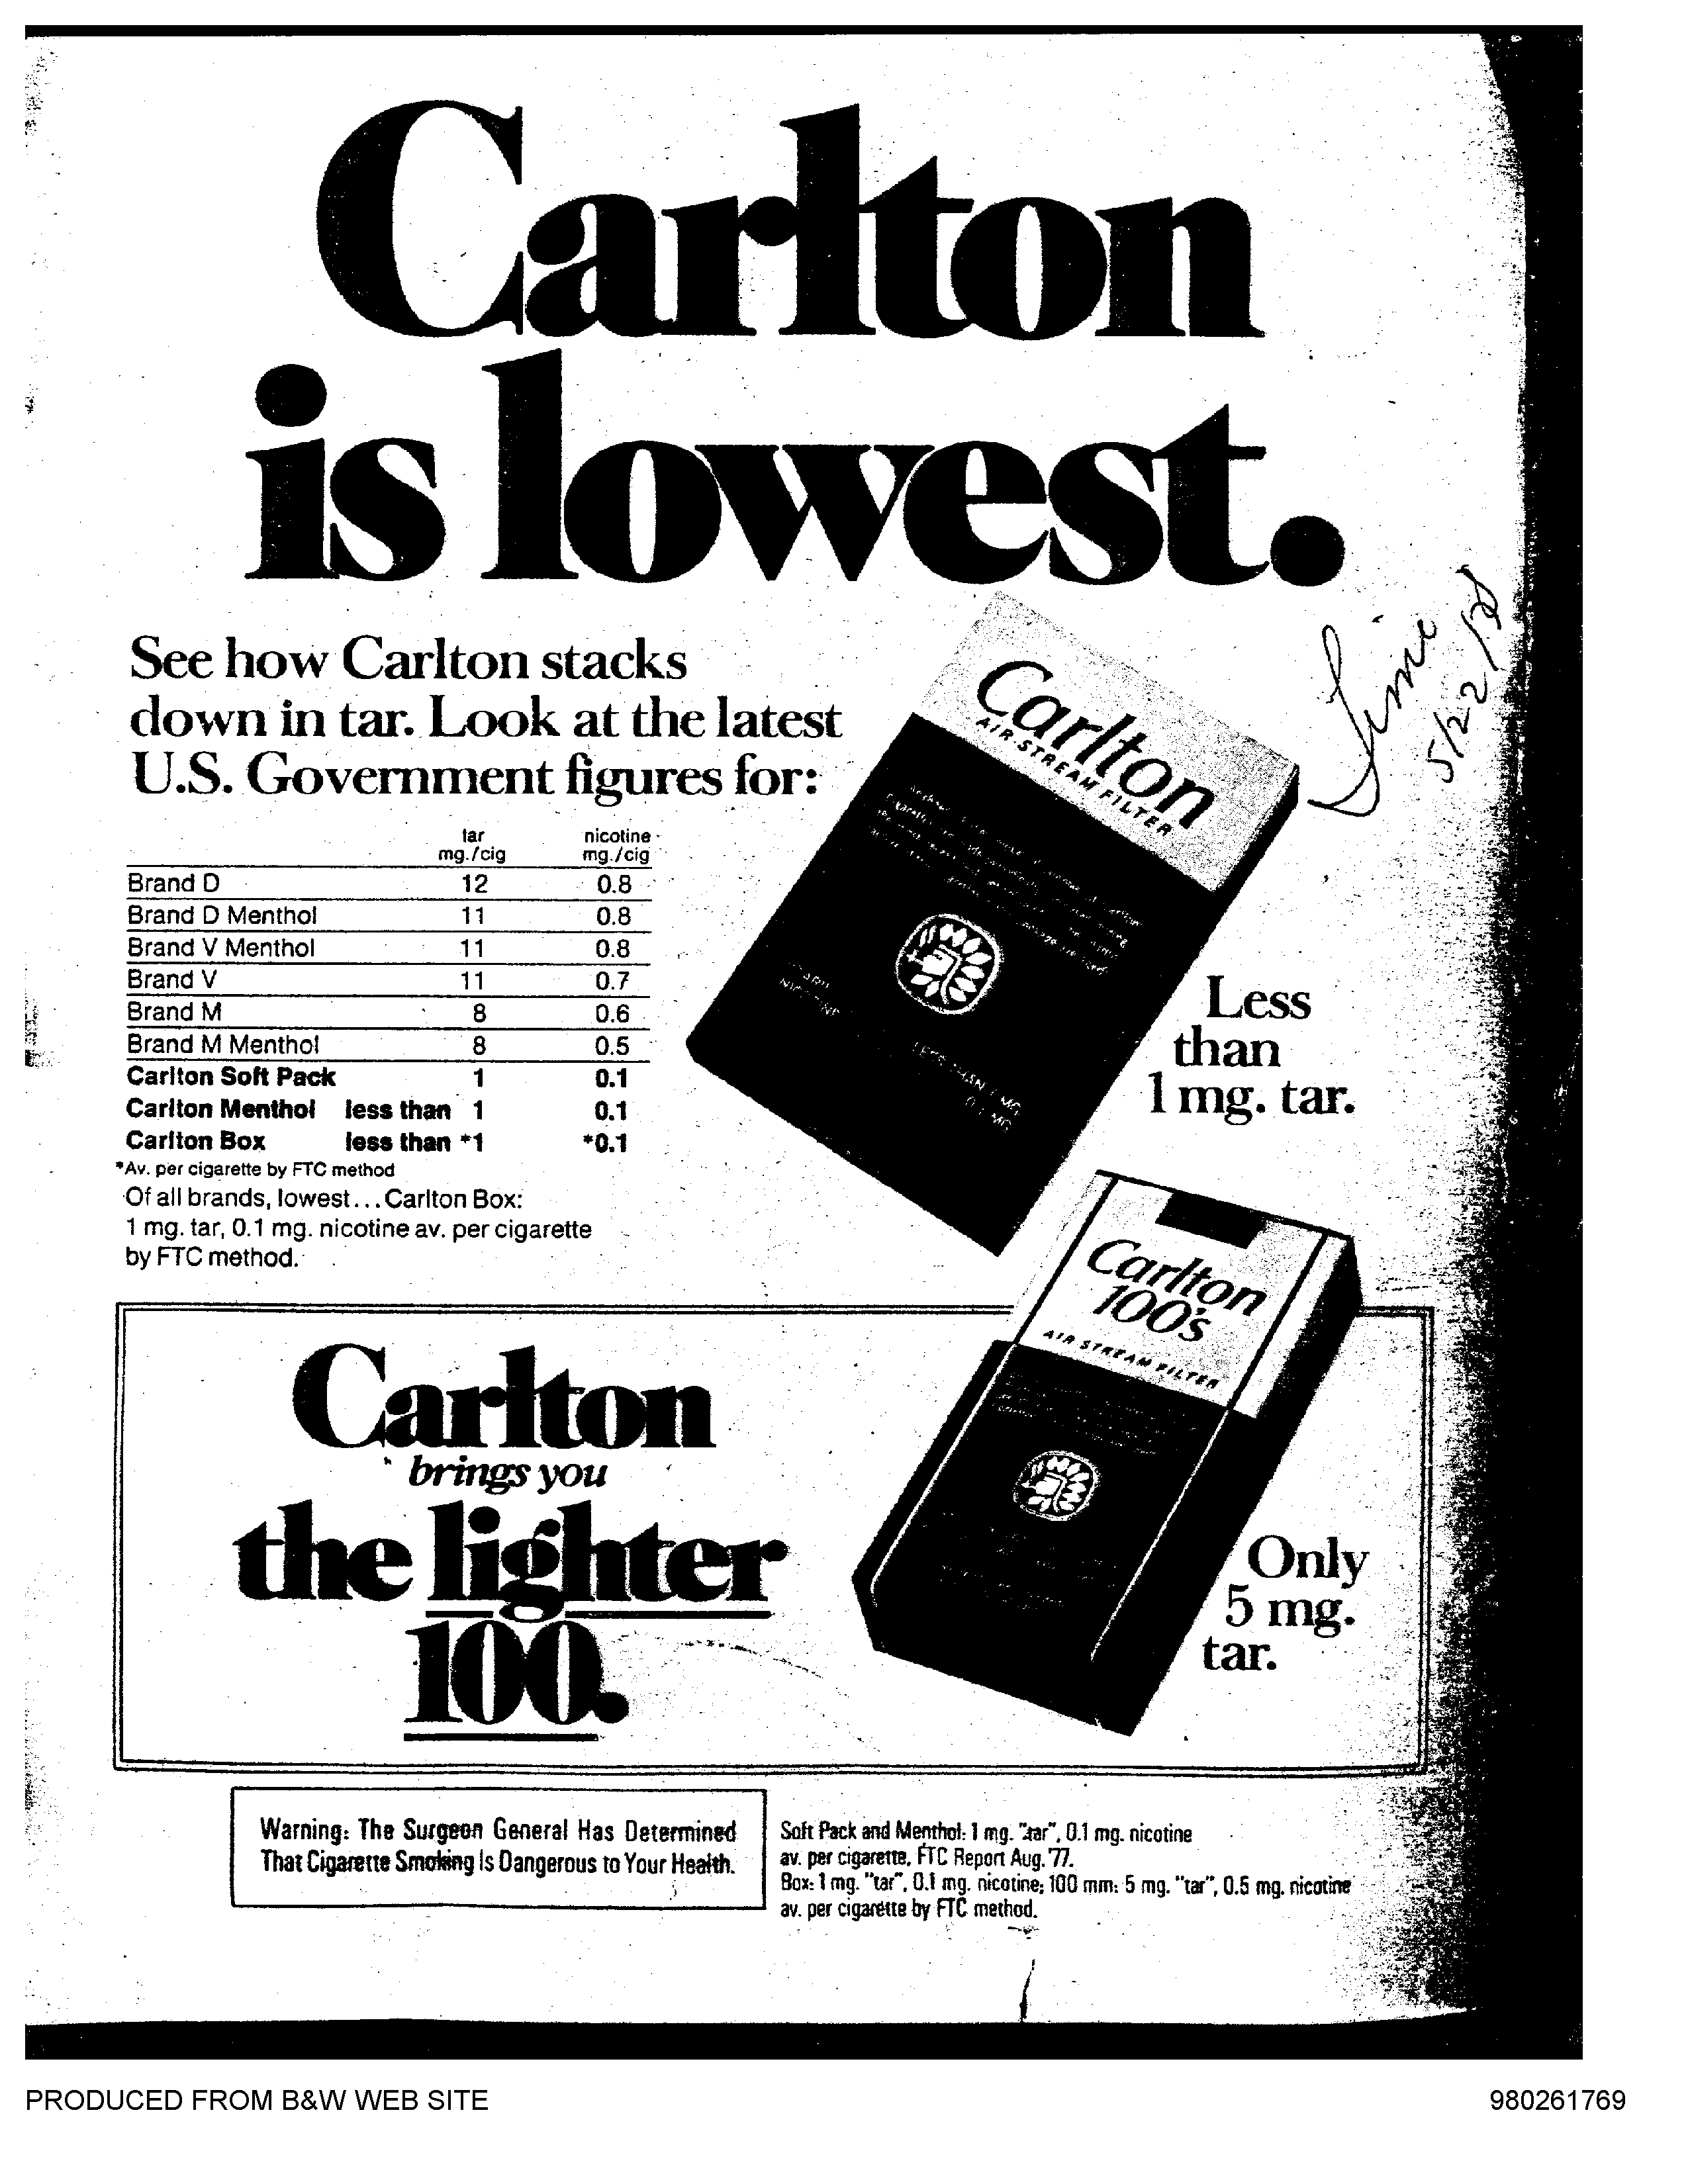 Carlton
is lowest.
See how Carlton stacks
down in tar. Look at the latest
U.S. Government figures for:
tar nicotine
mg./cig mg./cig
Brand D 12 0.8
Brand D Menthol 11 0.8
Brand V Menthol 11 0.8
Brand V 11 0.7
Brand M 8 0.6
Brand M Menthol 8 0.5
Carlton Soft Pack 1 0.1
Carlton Menthol less than 1 0.1
Carlton Box less than *1 *0.1
*Av. per cigarette by FTC method
Of all brands, lowest...Carlton Box:
1 mg. tar, 0.1 mg. nicotine av. per cigarette
by FTC method.
Carlton
AIR-STREAM FILTER
LESS THAN 1 MG
0.1 MG
Time
5/22/78
Less
than
1 mg. tar.
Carlton
brings you
the lighter
100.
Carlton
100's
AIR STREAM FILTER
Only
5 mg.
tar.
Warning: The Surgeon General Has Determined
That Cigarette Smoking Is Dangerous to Your Health.
Soft Pack and Menthol: 1 mg. "tar", 0.1 mg. nicotine
av. per cigarette, FTC Report Aug. '77.
Box: 1 mg. "tar", 0.1 mg. nicotine; 100 mm: 5 mg. "tar", 0.5 mg. nicotine
av. per cigarette by FTC method.
PRODUCED FROM B&W WEB SITE
980261769